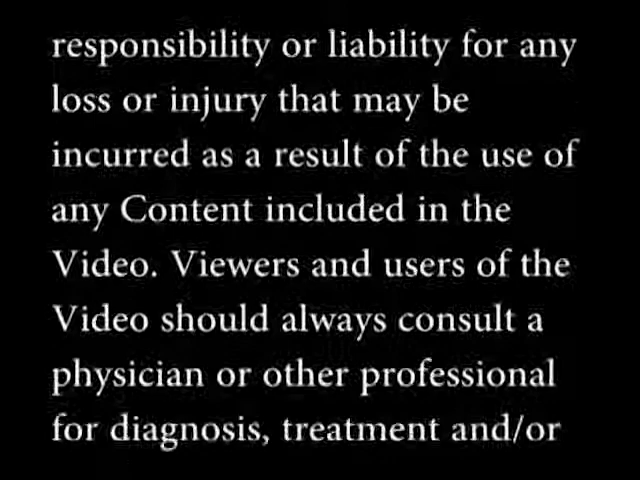 responsibility or liability for any
loss or injury that may be
incurred as a result of the use of
any Content included in the
Video. Viewers and users of the
Video should always consult a
physician or other professional
for diagnosis, treatment and/or